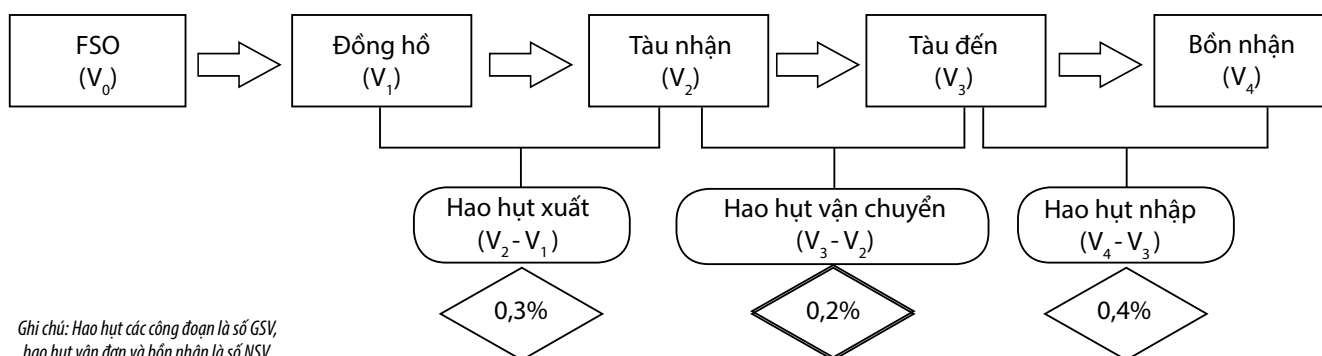 FSO
(V₀)
Đồng hồ
(V₁)
Tàu nhận
(V₂)
Tàu đến
(V₃)
Bồn nhận
(V₄)
Hao hụt xuất
(V₂ - V₁)
Hao hụt vận chuyển
(V₃ - V₂)
Hao hụt nhập
(V₄ - V₃)
0,3%
0,2%
0,4%
Ghi chú: Hao hụt các công đoạn là số GSV,
hao hụt vận đơn và bồn nhận là số NSV